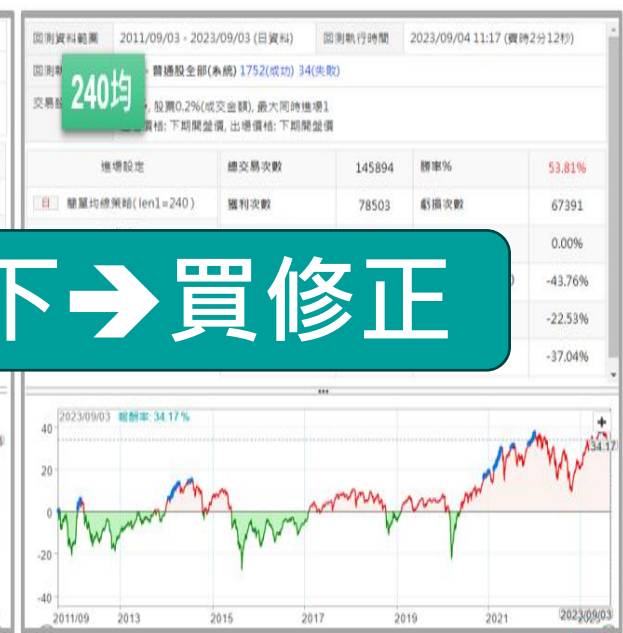 回測資料範圍 2011/09/03 - 2023/09/03 (日資料) 回測執行時間 2023/09/04 11:17 (費時2分12秒)
回測 普通股全部(系統) 1752(成功) 34(失敗)
240均
交易 股票0.2%(成交金額), 最大同時進場1
價格: 下期開盤價, 出場價格: 下期開盤價
進場設定 總交易次數 145894 勝率% 53.81%
日 簡單均線策略(len1=240) 獲利次數 78503 虧損次數 67391
0.00%
下➔買修正
-43.76%
-22.53%
-37.04%
2023/09/03 報酬率: 34.17%
40
34.17
20
0
-20
-40
2011/09 2013 2015 2017 2019 2021 2023/09/03